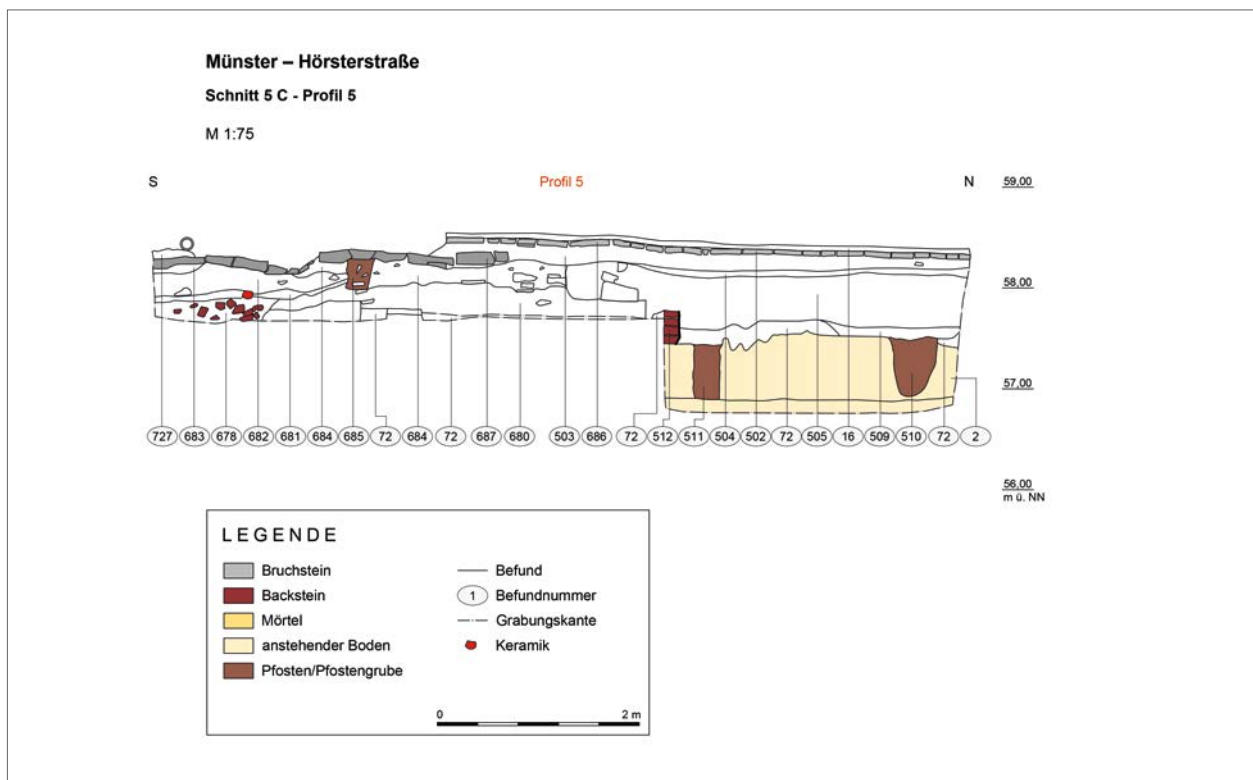 Münster – Hörsterstraße
Schnitt 5 C - Profil 5
M 1:75
S Profil 5 N 59,00
58,00
57,00
727 683 678 682 681 684 685 72 684 72 687 680 503 686 72 512 511 504 502 72 505 16 509 510 72 2
56,00
m ü. NN
LEGENDE
Bruchstein
Backstein
Mörtel
anstehender Boden
Pfosten/Pfostengrube
Befund
1 Befundnummer
Grabungskante
Keramik
0 2 m